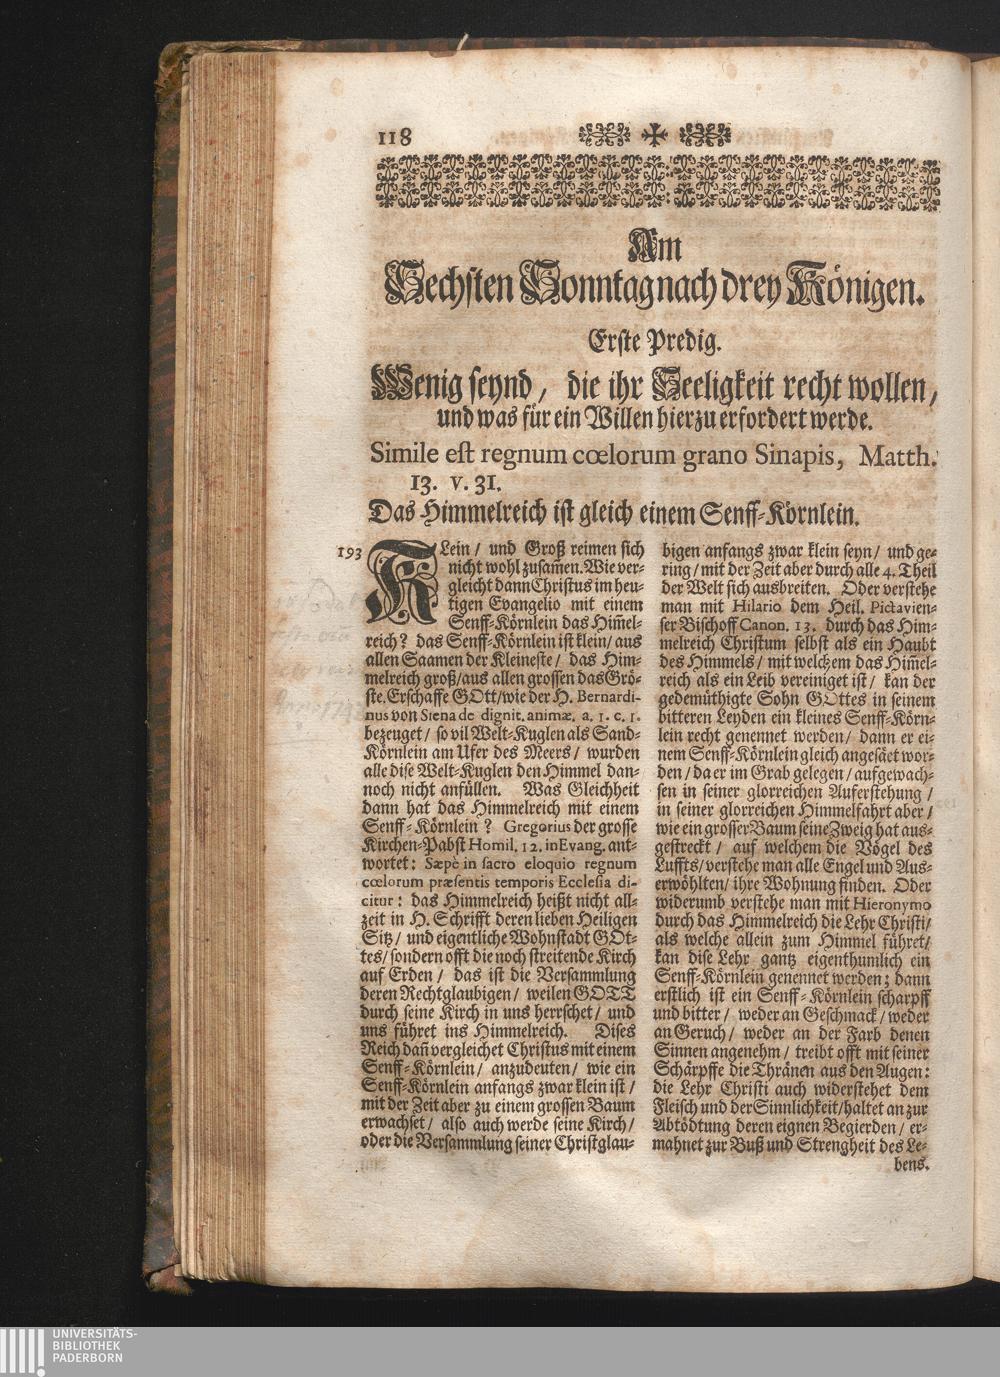 118
Am
Sechsten Sonntag nach drey Königen.
Erste Predig.
Wenig seynd, die ihr Seeligkeit recht wollen,
und was für ein Willen hierzu erfordert werde.
Simile est regnum cœlorum grano Sinapis, Matth.
13. v. 31.
Das Himmelreich ist gleich einem Senff-Körnlein.
193
KLein / und Groß reimen sich
nicht wohl zusam̃en. Wie ver-
gleicht dann Christus im heu-
tigen Evangelio mit einem
Senff-Körnlein das Him̃el-
reich? das Senff-Körnlein ist klein / aus
allen Saamen der Kleineste / das Him-
melreich groß / aus allen grossen das Grö-
ste. Erschaffe GOtt / wie der H. Bernardi-
nus von Siena de dignit. animæ. a. 1. c. 1.
bezeuget / so vil Welt-Kuglen als Sand-
Körnlein am Ufer des Meers / wurden
alle dise Welt-Kuglen den Himmel dan-
noch nicht anfüllen. Was Gleichheit
dann hat das Himmelreich mit einem
Senff-Körnlein? Gregorius der grosse
Kirchen-Pabst Homil. 12. in Evang. ant-
wortet: Sæpè in sacro eloquio regnum
cœlorum præsentis temporis Ecclesia di-
citur: das Himmelreich heißt nicht all-
zeit in H. Schrifft deren lieben Heiligen
Sitz / und eigentliche Wohnstadt GOt-
tes / sondern offt die noch streitende Kirch
auf Erden / das ist die Versammlung
deren Rechtglaubigen / weilen GOTT
durch seine Kirch in uns herrschet / und
uns führet ins Himmelreich. Dises
Reich dañ vergleichet Christus mit einem
Senff-Körnlein / anzudeuten / wie ein
Senff-Körnlein anfangs zwar klein ist /
mit der Zeit aber zu einem grossen Baum
erwachset / also auch werde seine Kirch /
oder die Versammlung seiner Christglau-
bigen anfangs zwar klein seyn / und ge-
ring / mit der Zeit aber durch alle 4. Theil
der Welt sich ausbreiten. Oder verstehe
man mit Hilario dem Heil. Pictavien-
ser Bischoff Canon. 13. durch das Him-
melreich Christum selbst als ein Haubt
des Himmels / mit welchem das Him̃el-
reich als ein Leib vereiniget ist / kan der
gedemüthigte Sohn GOttes in seinem
bitteren Leyden ein kleines Senff-Körn-
lein recht genennet werden / dann er ei-
nem Senff-Körnlein gleich angesäet wor-
den / da er im Grab gelegen / aufgewach-
sen in seiner glorreichen Auferstehung /
in seiner glorreichen Himmelfahrt aber /
wie ein grosser Baum seine Zweig hat aus-
gestreckt / auf welchem die Vögel des
Luffts / verstehe man alle Engel und Aus-
erwöhlten / ihre Wohnung finden. Oder
widerumb verstehe man mit Hieronymo
durch das Himmelreich die Lehr Christi /
als welche allein zum Himmel führet /
kan dise Lehr gantz eigenthumlich ein
Senff-Körnlein genennet werden; dann
erstlich ist ein Senff-Körnlein scharpff
und bitter / weder an Geschmack / weder
an Geruch / weder an der Farb denen
Sinnen angenehm / treibt offt mit seiner
Schärpffe die Thränen aus den Augen:
die Lehr Christi auch widerstehet dem
Fleisch und der Sinnlichkeit / haltet an zur
Abtödtung deren eignen Begierden / er-
mahnet zur Buß und Strengheit des Le-
bens.
UNIVERSITÄTS-
BIBLIOTHEK
PADERBORN